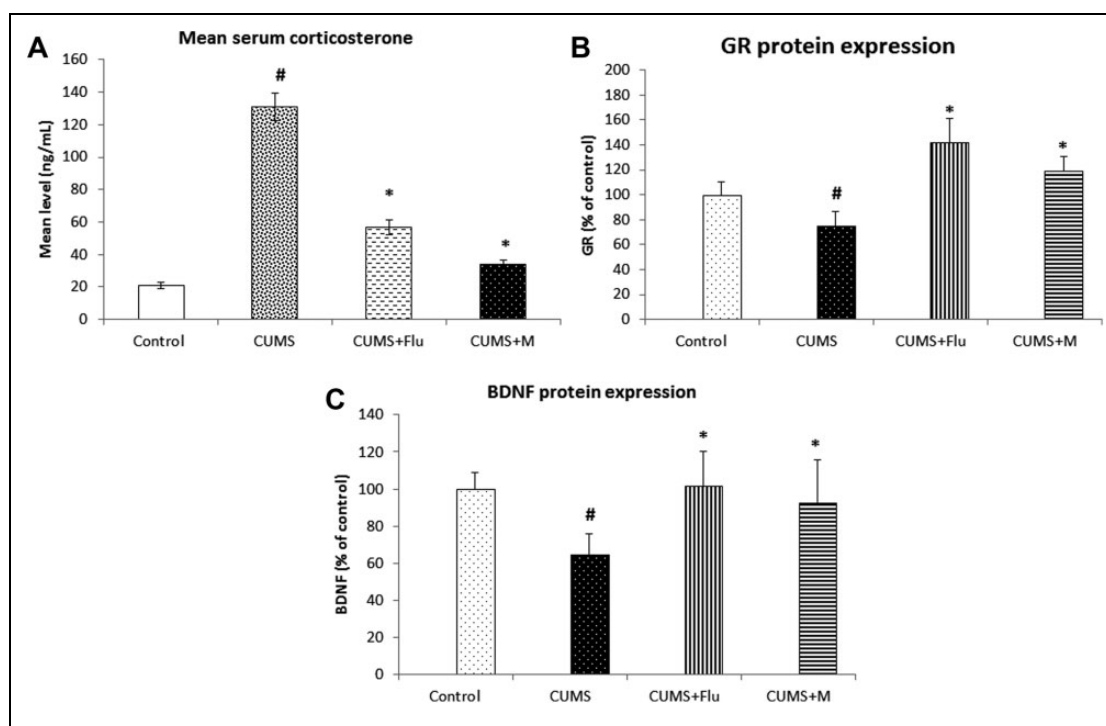 A
Mean serum corticosterone
Mean level (ng/mL)
160
140
120
100
80
60
40
20
0
#
*
*
Control
CUMS
CUMS+Flu
CUMS+M
B
GR protein expression
GR (% of control)
200
180
160
140
120
100
80
60
40
20
0
#
*
*
Control
CUMS
CUMS+Flu
CUMS+M
C
BDNF protein expression
BDNF (% of control)
140
120
100
80
60
40
20
0
#
*
*
Control
CUMS
CUMS+Flu
CUMS+M